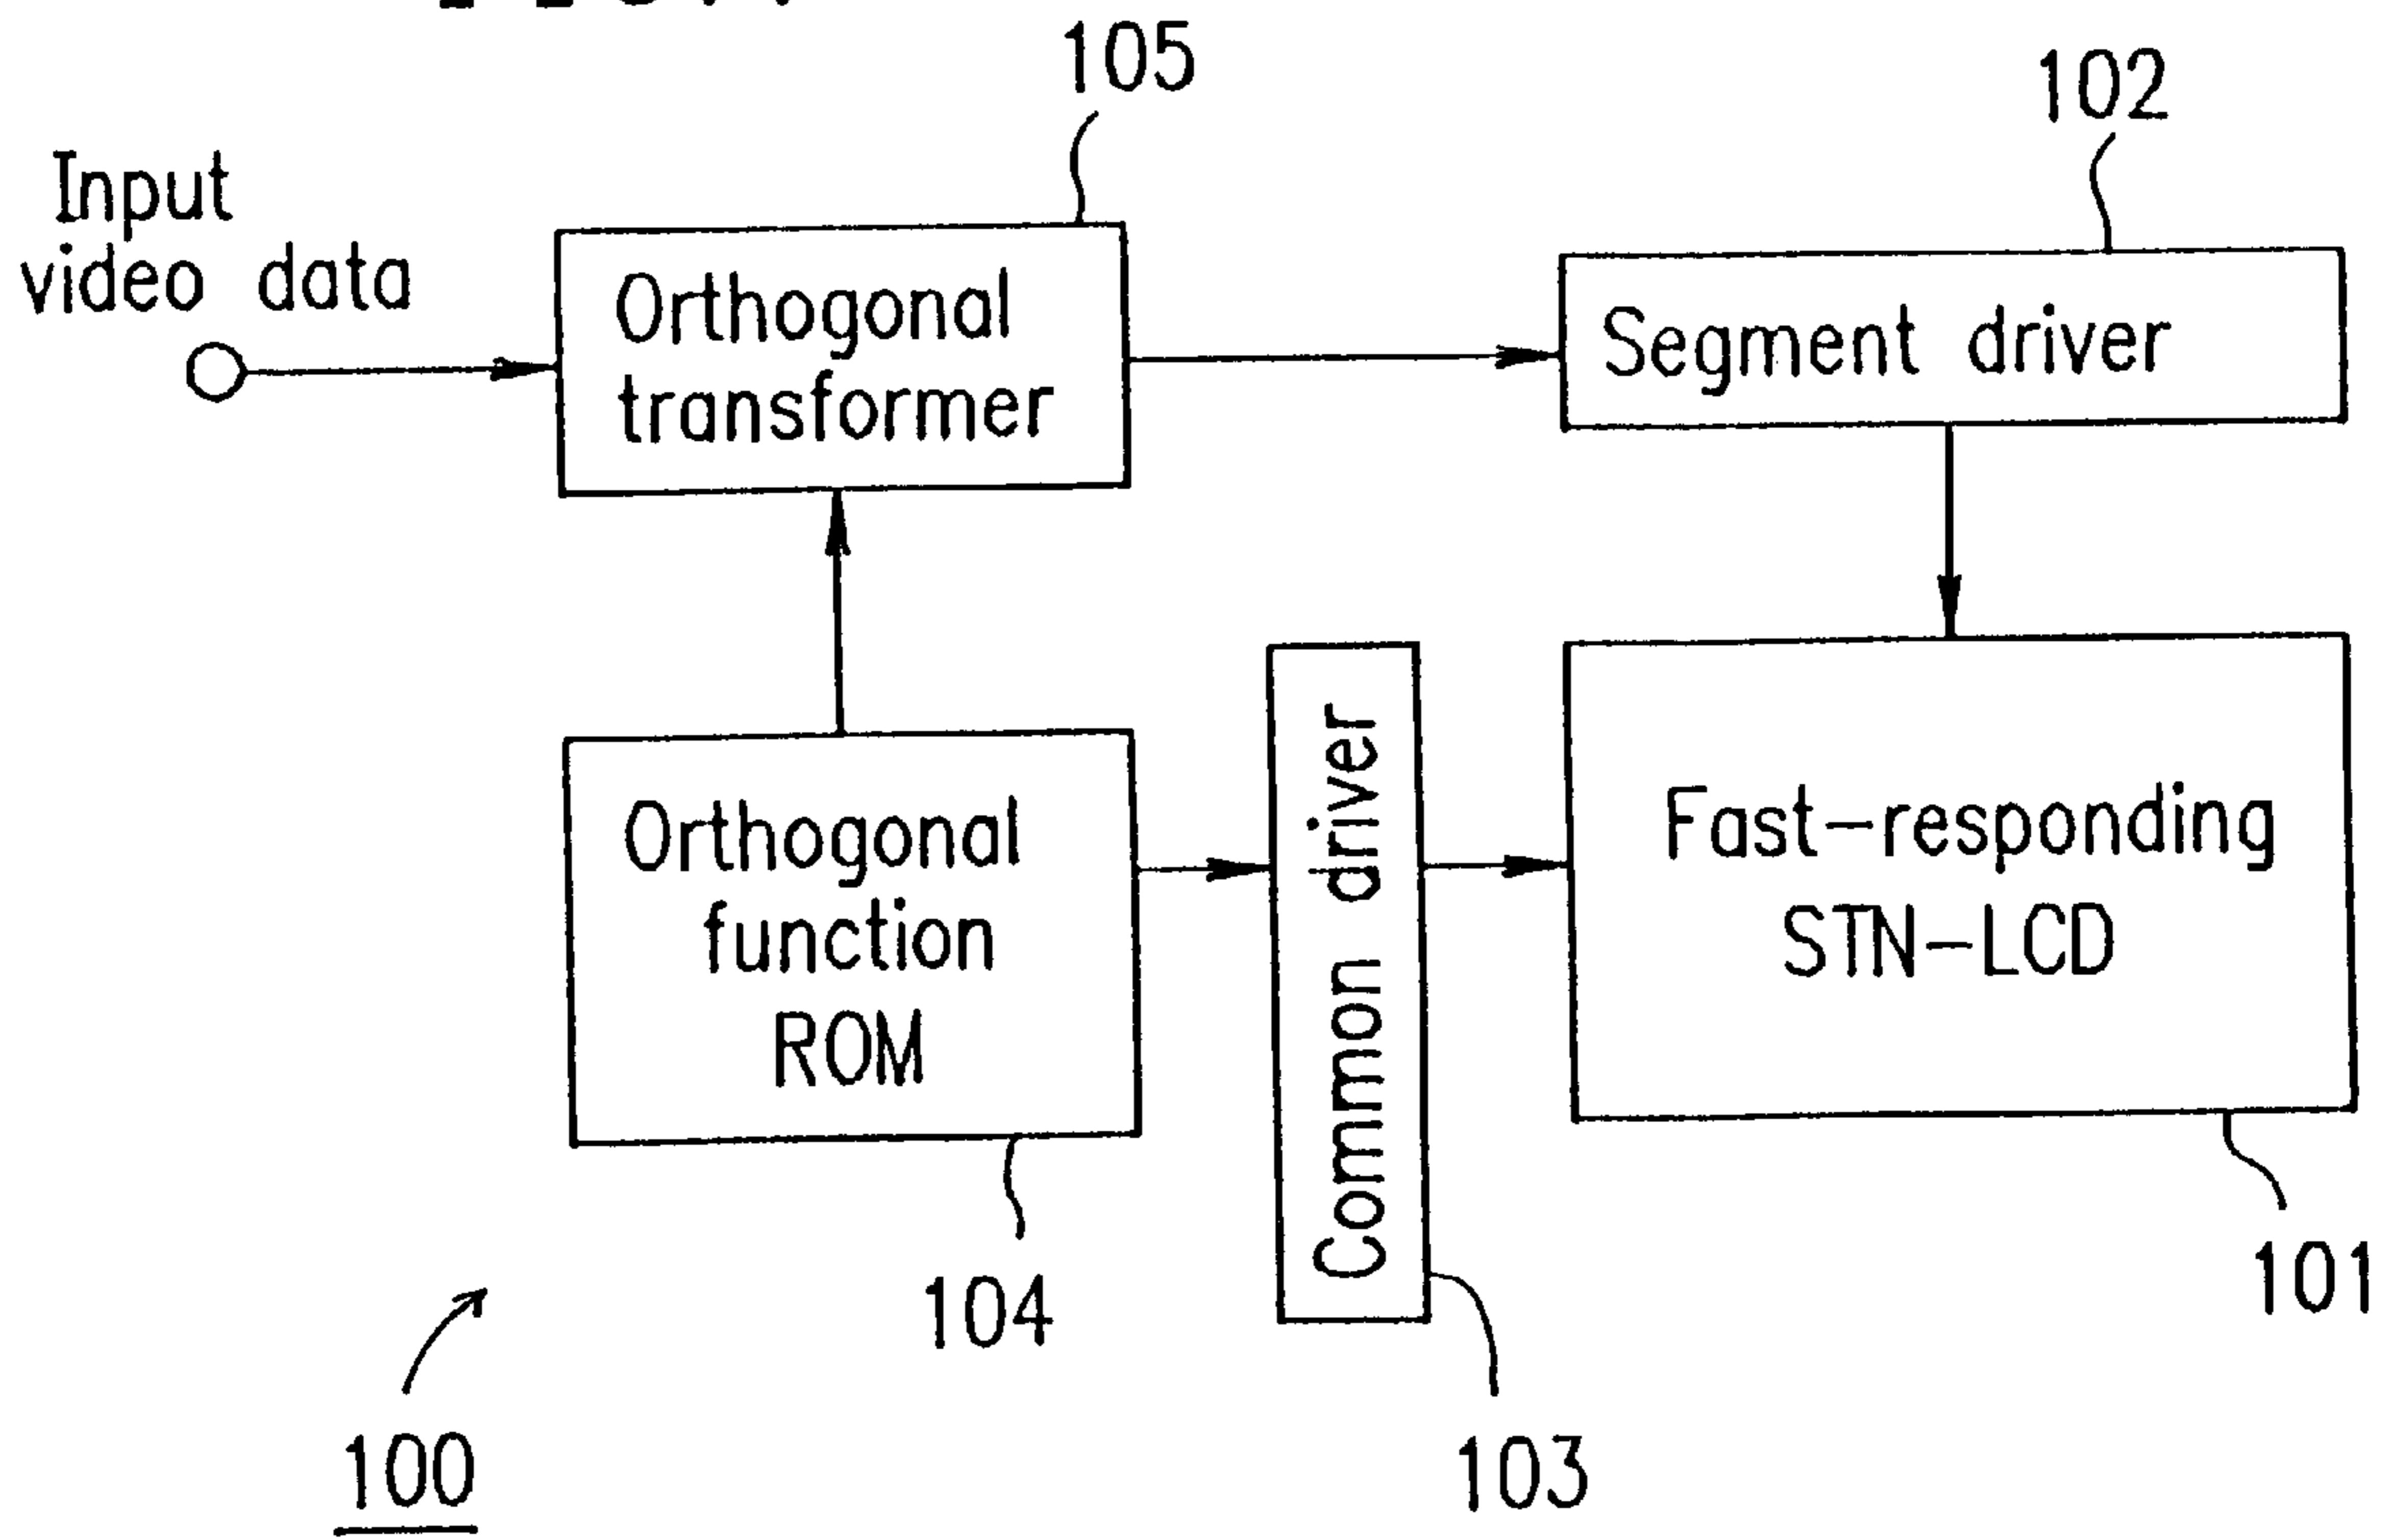 105
102
Input
video data
Orthogonal
transformer
Segment driver
Orthogonal
function
ROM
Common driver
Fast-responding
STN-LCD
104
101
100
103